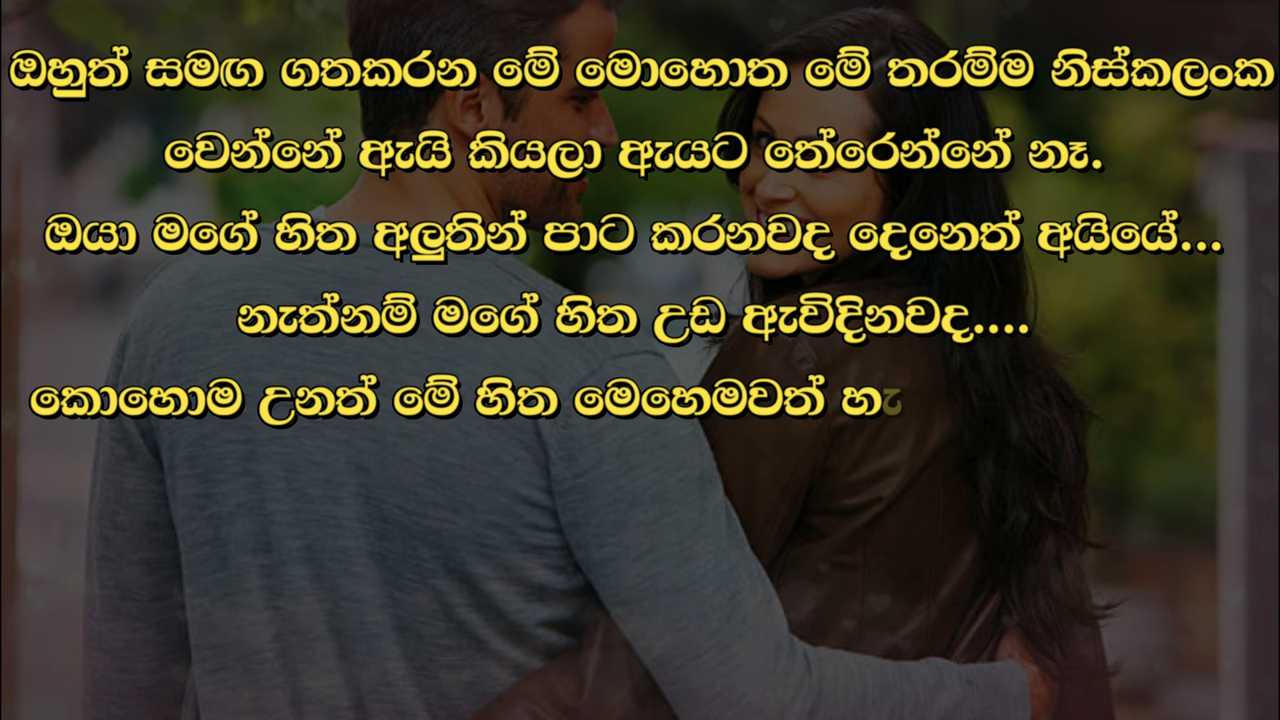 ඔහුත් සමඟ ගතකරන මේ මොහොත මේ තරම්ම නිස්කලංක
වෙන්නේ ඇයි කියලා ඇයට තේරෙන්නේ නෑ.
ඔයා මගේ හිත අලුතින් පාට කරනවද දෙනෙත් අයියේ...
නැත්නම් මගේ හිත උඩ ඇවිදිනවද....
කොහොම උනත් මේ හිත මෙහෙමවත් හැ